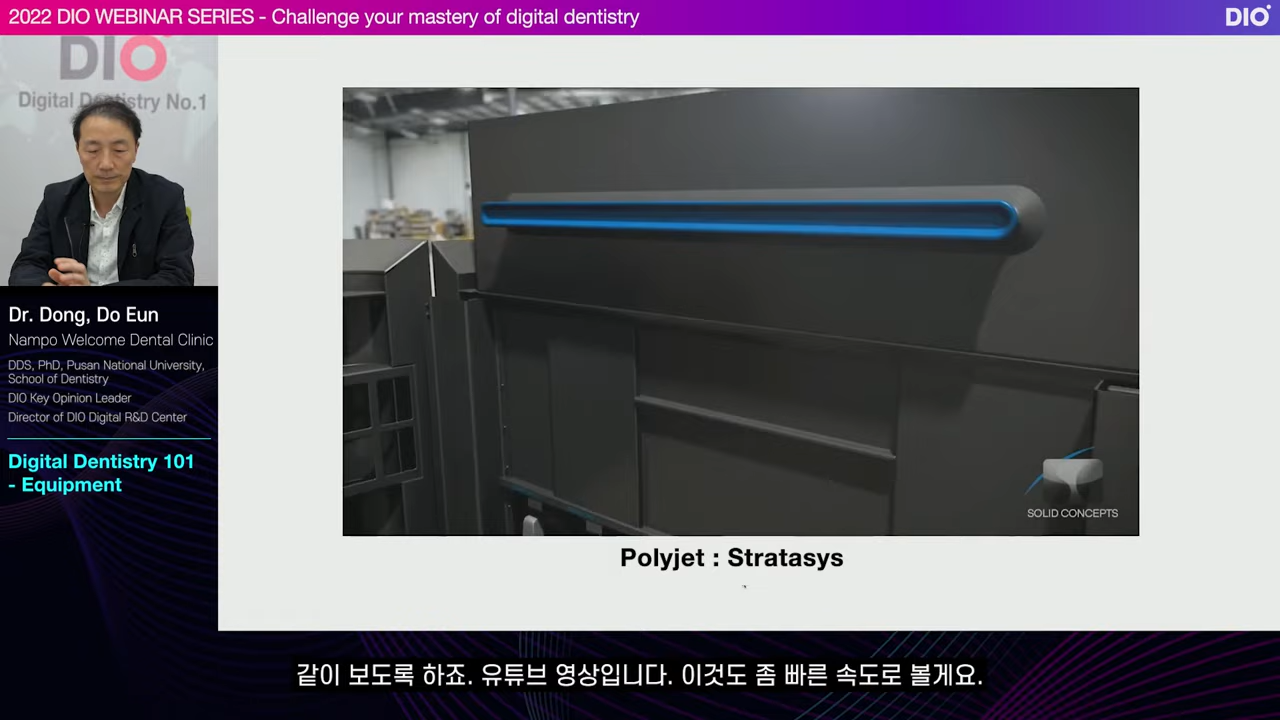 2022 DIO WEBINAR SERIES - Challenge your mastery of digital dentistry
DIO
DIO
Digital Dentistry No.1
Dr. Dong, Do Eun
Nampo Welcome Dental Clinic
DDS, PhD, Pusan National University,
School of Dentistry
DIO Key Opinion Leader
Director of DIO Digital R&D Center
Digital Dentistry 101
- Equipment
SOLID CONCEPTS
Polyjet : Stratasys
같이 보도록 하죠. 유튜브 영상입니다. 이것도 좀 빠른 속도로 볼게요.